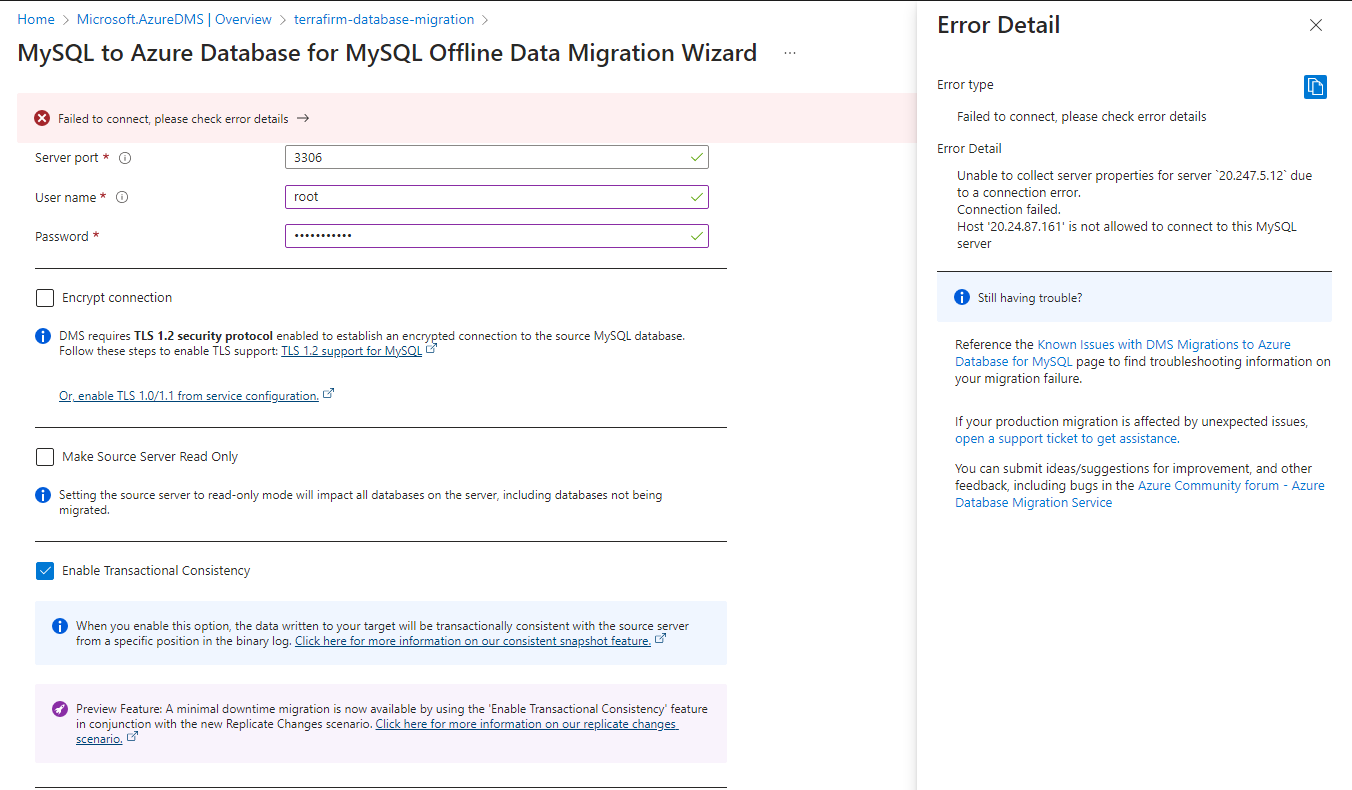 Home > Microsoft.AzureDMS | Overview > terrafirm-database-migration >
MySQL to Azure Database for MySQL Offline Data Migration Wizard ...
Failed to connect, please check error details →
Server port *
3306
User name *
root
Password *
•••••••••••
Encrypt connection
DMS requires TLS 1.2 security protocol enabled to establish an encrypted connection to the source MySQL database.
Follow these steps to enable TLS support: TLS 1.2 support for MySQL
Or, enable TLS 1.0/1.1 from service configuration.
Make Source Server Read Only
Setting the source server to read-only mode will impact all databases on the server, including databases not being
migrated.
Enable Transactional Consistency
When you enable this option, the data written to your target will be transactionally consistent with the source server
from a specific position in the binary log. Click here for more information on our consistent snapshot feature.
Preview Feature: A minimal downtime migration is now available by using the 'Enable Transactional Consistency' feature
in conjunction with the new Replicate Changes scenario. Click here for more information on our replicate changes
scenario.
Error Detail
Error type
Failed to connect, please check error details
Error Detail
Unable to collect server properties for server `20.247.5.12` due
to a connection error.
Connection failed.
Host '20.24.87.161' is not allowed to connect to this MySQL
server
Still having trouble?
Reference the Known Issues with DMS Migrations to Azure
Database for MySQL page to find troubleshooting information on
your migration failure.
If your production migration is affected by unexpected issues,
open a support ticket to get assistance.
You can submit ideas/suggestions for improvement, and other
feedback, including bugs in the Azure Community forum - Azure
Database Migration Service